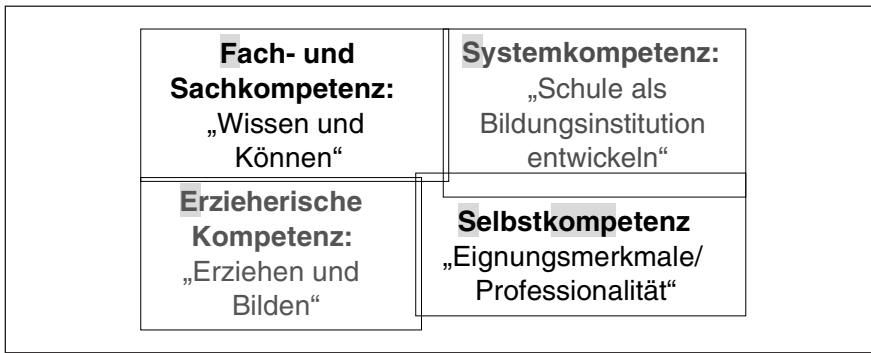 Fach- und
Sachkompetenz:
„Wissen und
Können“
Systemkompetenz:
„Schule als
Bildungsinstitution
entwickeln“
Erzieherische
Kompetenz:
„Erziehen und
Bilden“
Selbstkompetenz
„Eignungsmerkmale/
Professionalität“